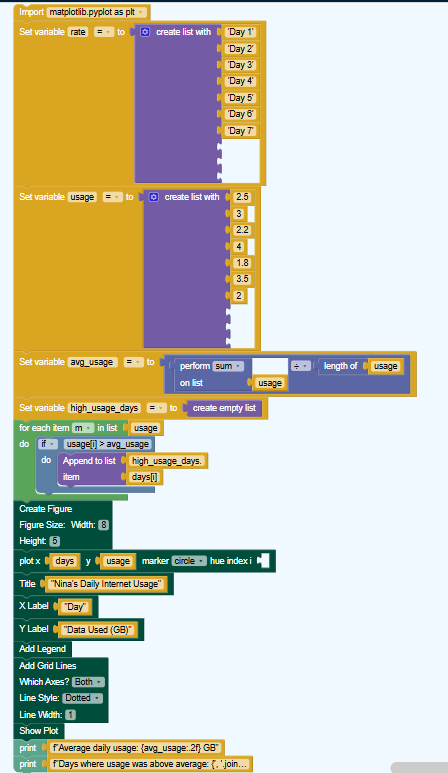 Import matplotlib.pyplot as plt
Set variable rate = to create list with 'Day 1'
'Day 2'
'Day 3'
'Day 4'
'Day 5'
'Day 6'
'Day 7'
Set variable usage = to create list with 2.5
3
2.2
4
1.8
3.5
2
Set variable avg_usage = to perform sum ÷ length of usage
on list usage
Set variable high_usage_days = to create empty list
for each item m in list usage
do if usage[i] > avg_usage
do Append to list high_usage_days.
item days[i]
Create Figure
Figure Size: Width: 8
Height: 5
plot x days y usage marker circle hue index i
Title "Nina's Daily Internet Usage"
X Label "Day"
Y Label "Data Used (GB)"
Add Legend
Add Grid Lines
Which Axes? Both
Line Style: Dotted
Line Width: 1
Show Plot
print f"Average daily usage: {avg_usage:.2f} GB"
print f"Days where usage was above average: {', '.join...